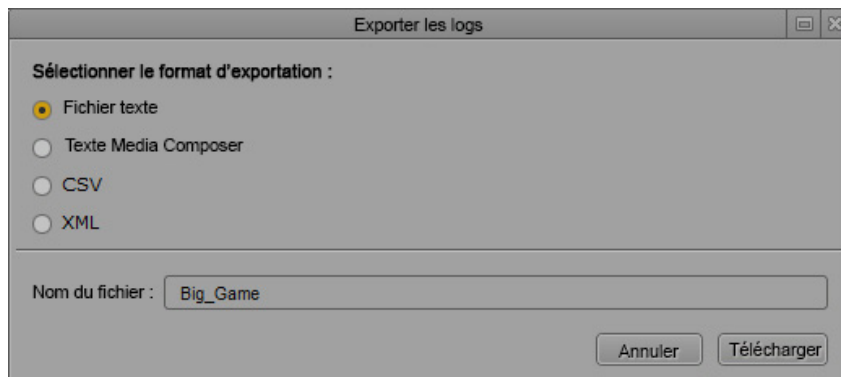 Exporter les logs
Sélectionner le format d'exportation :
Fichier texte
Texte Media Composer
CSV
XML
Nom du fichier : Big_Game
Annuler Télécharger